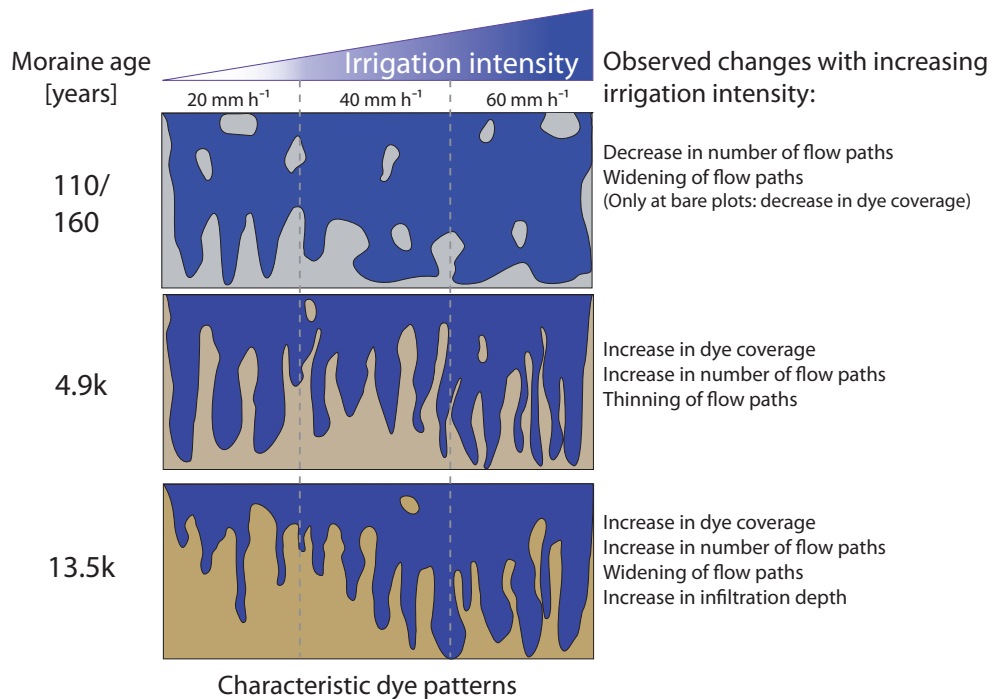 Moraine age
[years]
Irrigation intensity
20 mm h⁻¹
40 mm h⁻¹
60 mm h⁻¹
Observed changes with increasing
irrigation intensity:
110/
160
Decrease in number of flow paths
Widening of flow paths
(Only at bare plots: decrease in dye coverage)
4.9k
Increase in dye coverage
Increase in number of flow paths
Thinning of flow paths
13.5k
Increase in dye coverage
Increase in number of flow paths
Widening of flow paths
Increase in infiltration depth
Characteristic dye patterns